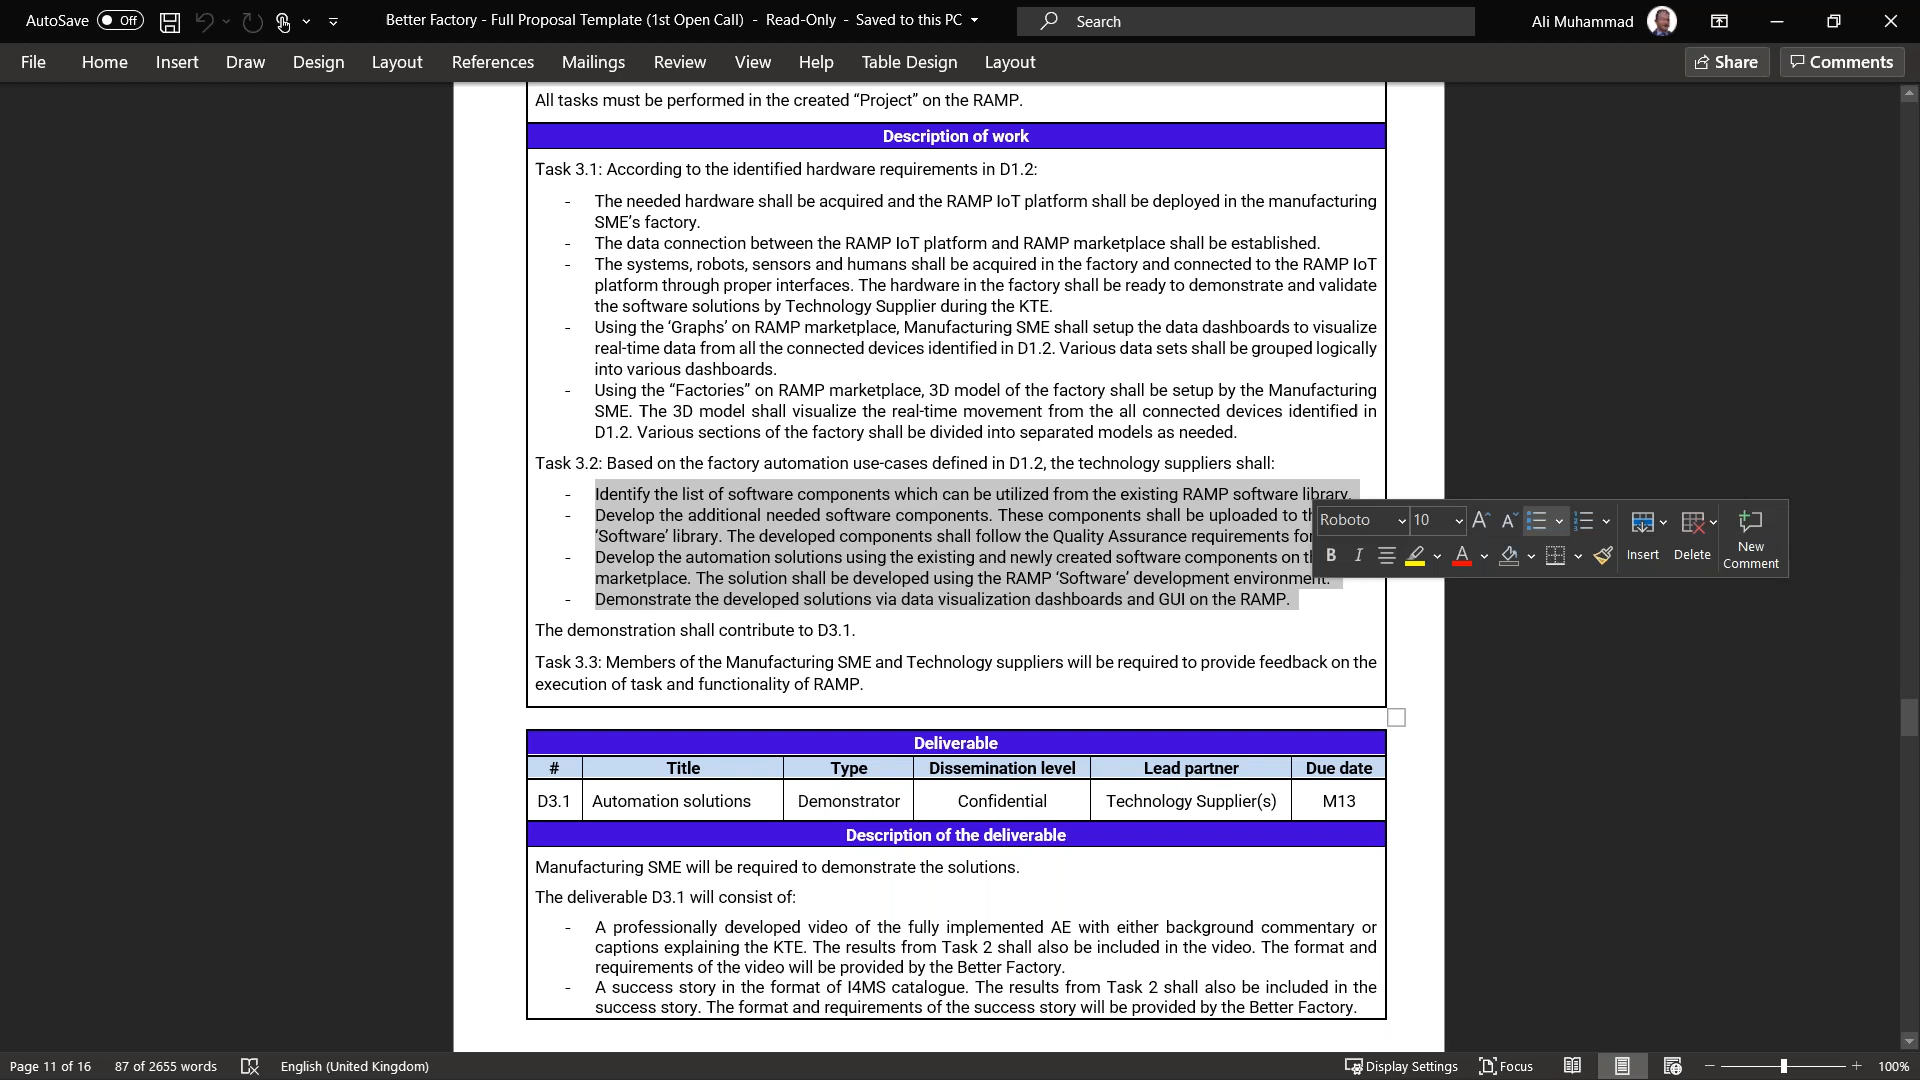 AutoSave Off Better Factory - Full Proposal Template (1st Open Call) - Read-Only - Saved to this PC Search Ali Muhammad
File Home Insert Draw Design Layout References Mailings Review View Help Table Design Layout Share Comments
All tasks must be performed in the created “Project” on the RAMP.
Description of work
Task 3.1: According to the identified hardware requirements in D1.2:
- The needed hardware shall be acquired and the RAMP IoT platform shall be deployed in the manufacturing
SME’s factory.
- The data connection between the RAMP IoT platform and RAMP marketplace shall be established.
- The systems, robots, sensors and humans shall be acquired in the factory and connected to the RAMP IoT
platform through proper interfaces. The hardware in the factory shall be ready to demonstrate and validate
the software solutions by Technology Supplier during the KTE.
- Using the ‘Graphs’ on RAMP marketplace, Manufacturing SME shall setup the data dashboards to visualize
real-time data from all the connected devices identified in D1.2. Various data sets shall be grouped logically
into various dashboards.
- Using the “Factories” on RAMP marketplace, 3D model of the factory shall be setup by the Manufacturing
SME. The 3D model shall visualize the real-time movement from the all connected devices identified in
D1.2. Various sections of the factory shall be divided into separated models as needed.
Task 3.2: Based on the factory automation use-cases defined in D1.2, the technology suppliers shall:
- Identify the list of software components which can be utilized from the existing RAMP software library.
- Develop the additional needed software components. These components shall be uploaded to
‘Software’ library. The developed components shall follow the Quality Assurance requirements for
- Develop the automation solutions using the existing and newly created software components on
marketplace. The solution shall be developed using the RAMP ‘Software’ development environment.
- Demonstrate the developed solutions via data visualization dashboards and GUI on the RAMP.
Roboto 10
B I Insert Delete New
Comment
The demonstration shall contribute to D3.1.
Task 3.3: Members of the Manufacturing SME and Technology suppliers will be required to provide feedback on the
execution of task and functionality of RAMP.
Deliverable
# Title Type Dissemination level Lead partner Due date
D3.1 Automation solutions Demonstrator Confidential Technology Supplier(s) M13
Description of the deliverable
Manufacturing SME will be required to demonstrate the solutions.
The deliverable D3.1 will consist of:
- A professionally developed video of the fully implemented AE with either background commentary or
captions explaining the KTE. The results from Task 2 shall also be included in the video. The format and
requirements of the video will be provided by the Better Factory.
- A success story in the format of I4MS catalogue. The results from Task 2 shall also be included in the
success story. The format and requirements of the success story will be provided by the Better Factory.
Page 11 of 16 87 of 2655 words English (United Kingdom) Display Settings Focus 100%